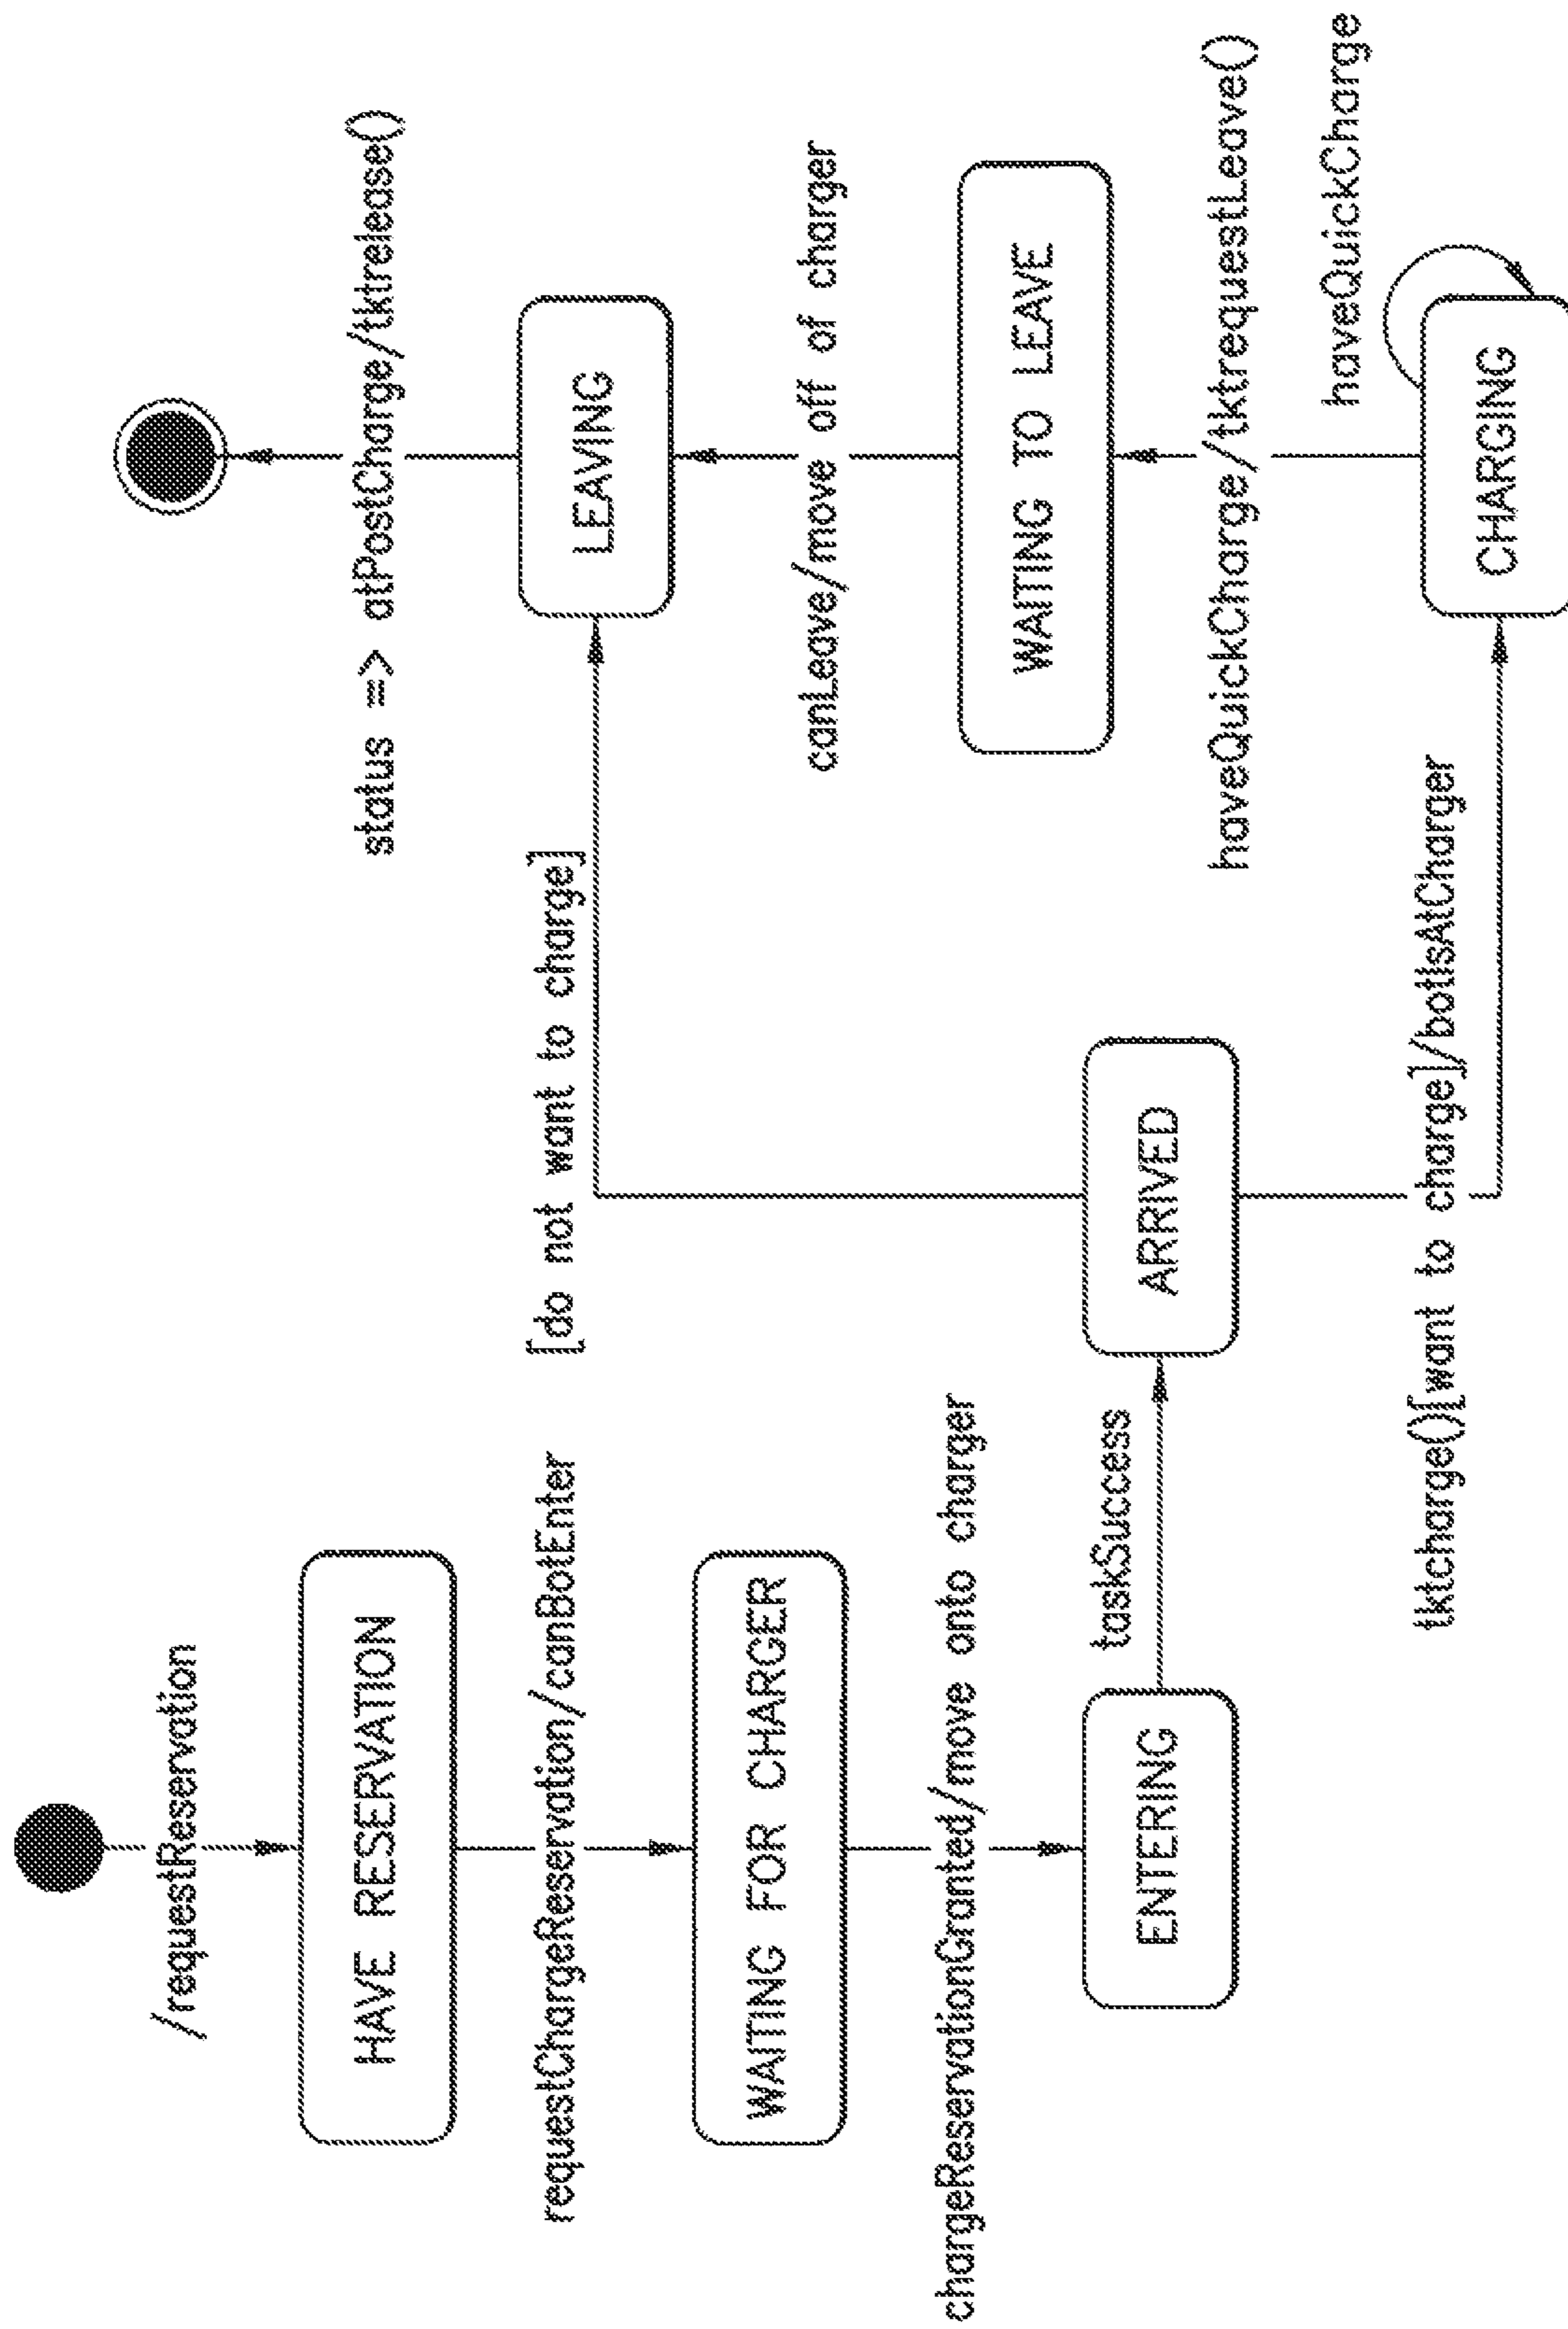 /requestReservation
HAVE RESERVATION
requestChargeReservation/canBotEnter
WAITING FOR CHARGER
chargeReservationGranted/move onto charger
ENTERING
taskSuccess
ARRIVED
[do not want to charge]
tktcharge()[want to charge]/botIsAtCharger
status => atPostCharge/tktrelease()
LEAVING
canLeave/move off of charger
WAITING TO LEAVE
haveQuickCharge/tktrequestLeave()
haveQuickCharge
CHARGING